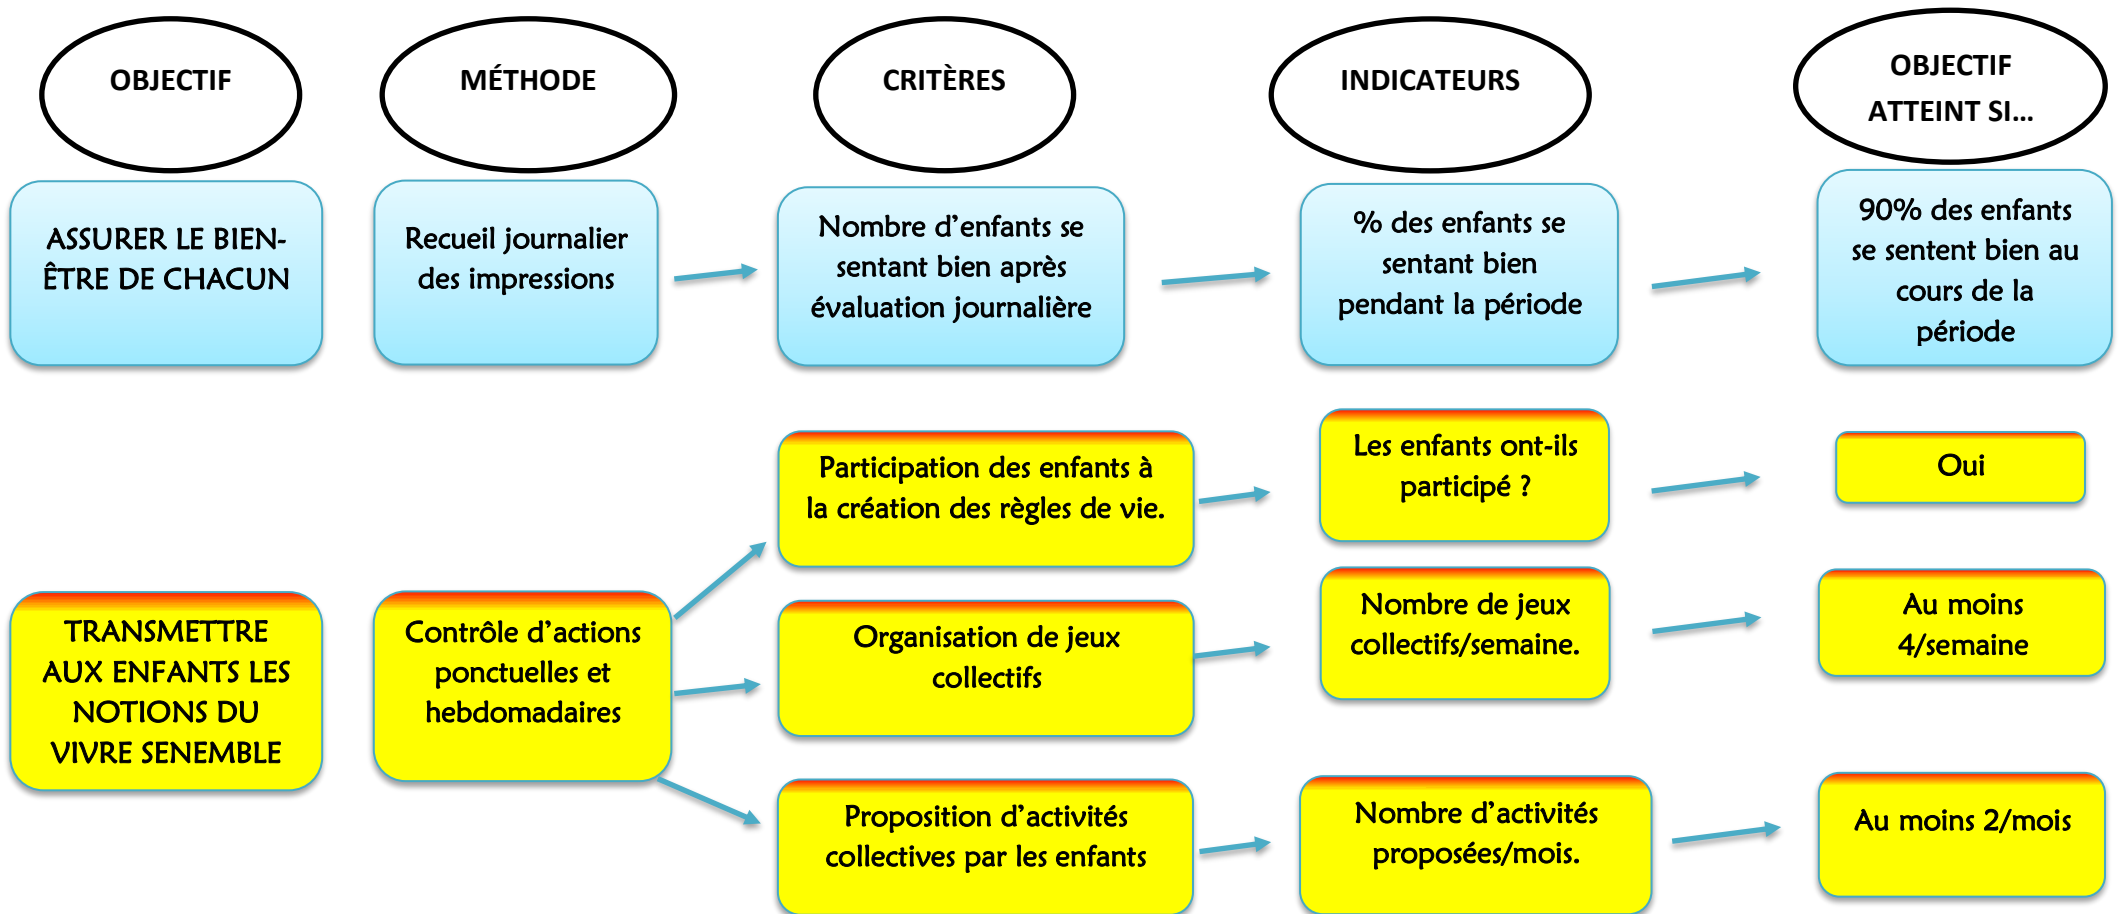 OBJECTIF
MÉTHODE
CRITÈRES
INDICATEURS
OBJECTIF
ATTEINT SI...
ASSURER LE BIEN-
ÊTRE DE CHACUN
Recueil journalier
des impressions
Nombre d'enfants se
sentant bien après
évaluation journalière
% des enfants se
sentant bien
pendant la période
90% des enfants
se sentent bien au
cours de la
période
TRANSMETTRE
AUX ENFANTS LES
NOTIONS DU
VIVRE SENEMBLE
Contrôle d'actions
ponctuelles et
hebdomadaires
Participation des enfants à
la création des règles de vie.
Les enfants ont-ils
participé ?
Oui
Organisation de jeux
collectifs
Nombre de jeux
collectifs/semaine.
Au moins
4/semaine
Proposition d'activités
collectives par les enfants
Nombre d'activités
proposées/mois.
Au moins 2/mois